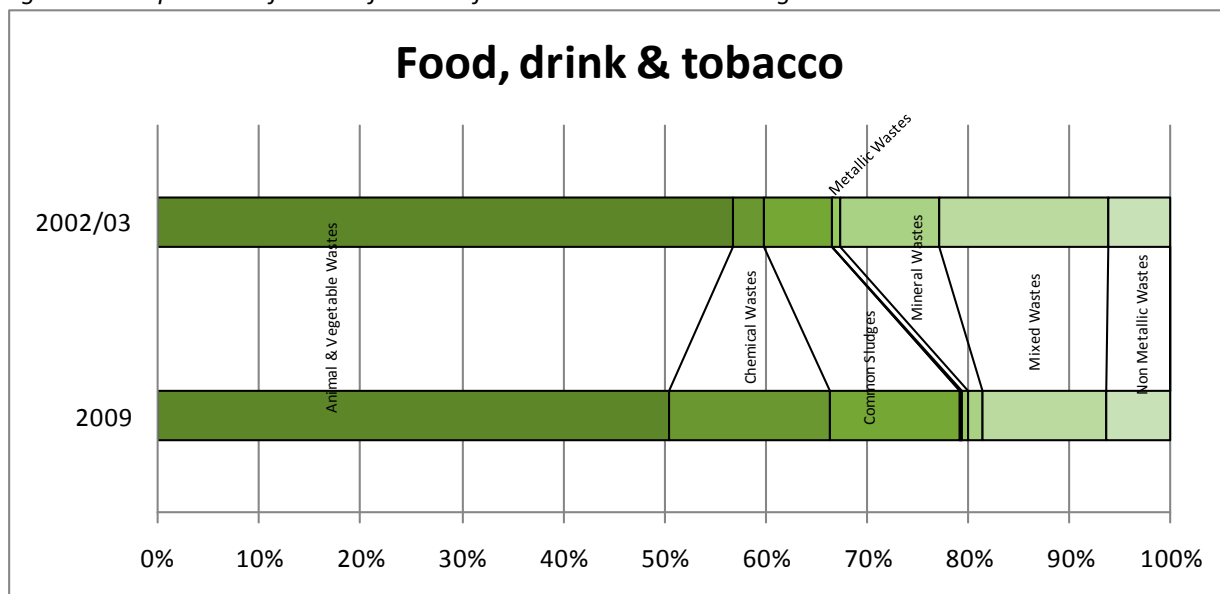 Food, drink & tobacco
Metallic Wastes
2002/03
Animal & Vegetable Wastes
Chemical Wastes
Common Sludges
Mineral Wastes
Mixed Wastes
Non Metallic Wastes
2009
0% 10% 20% 30% 40% 50% 60% 70% 80% 90% 100%